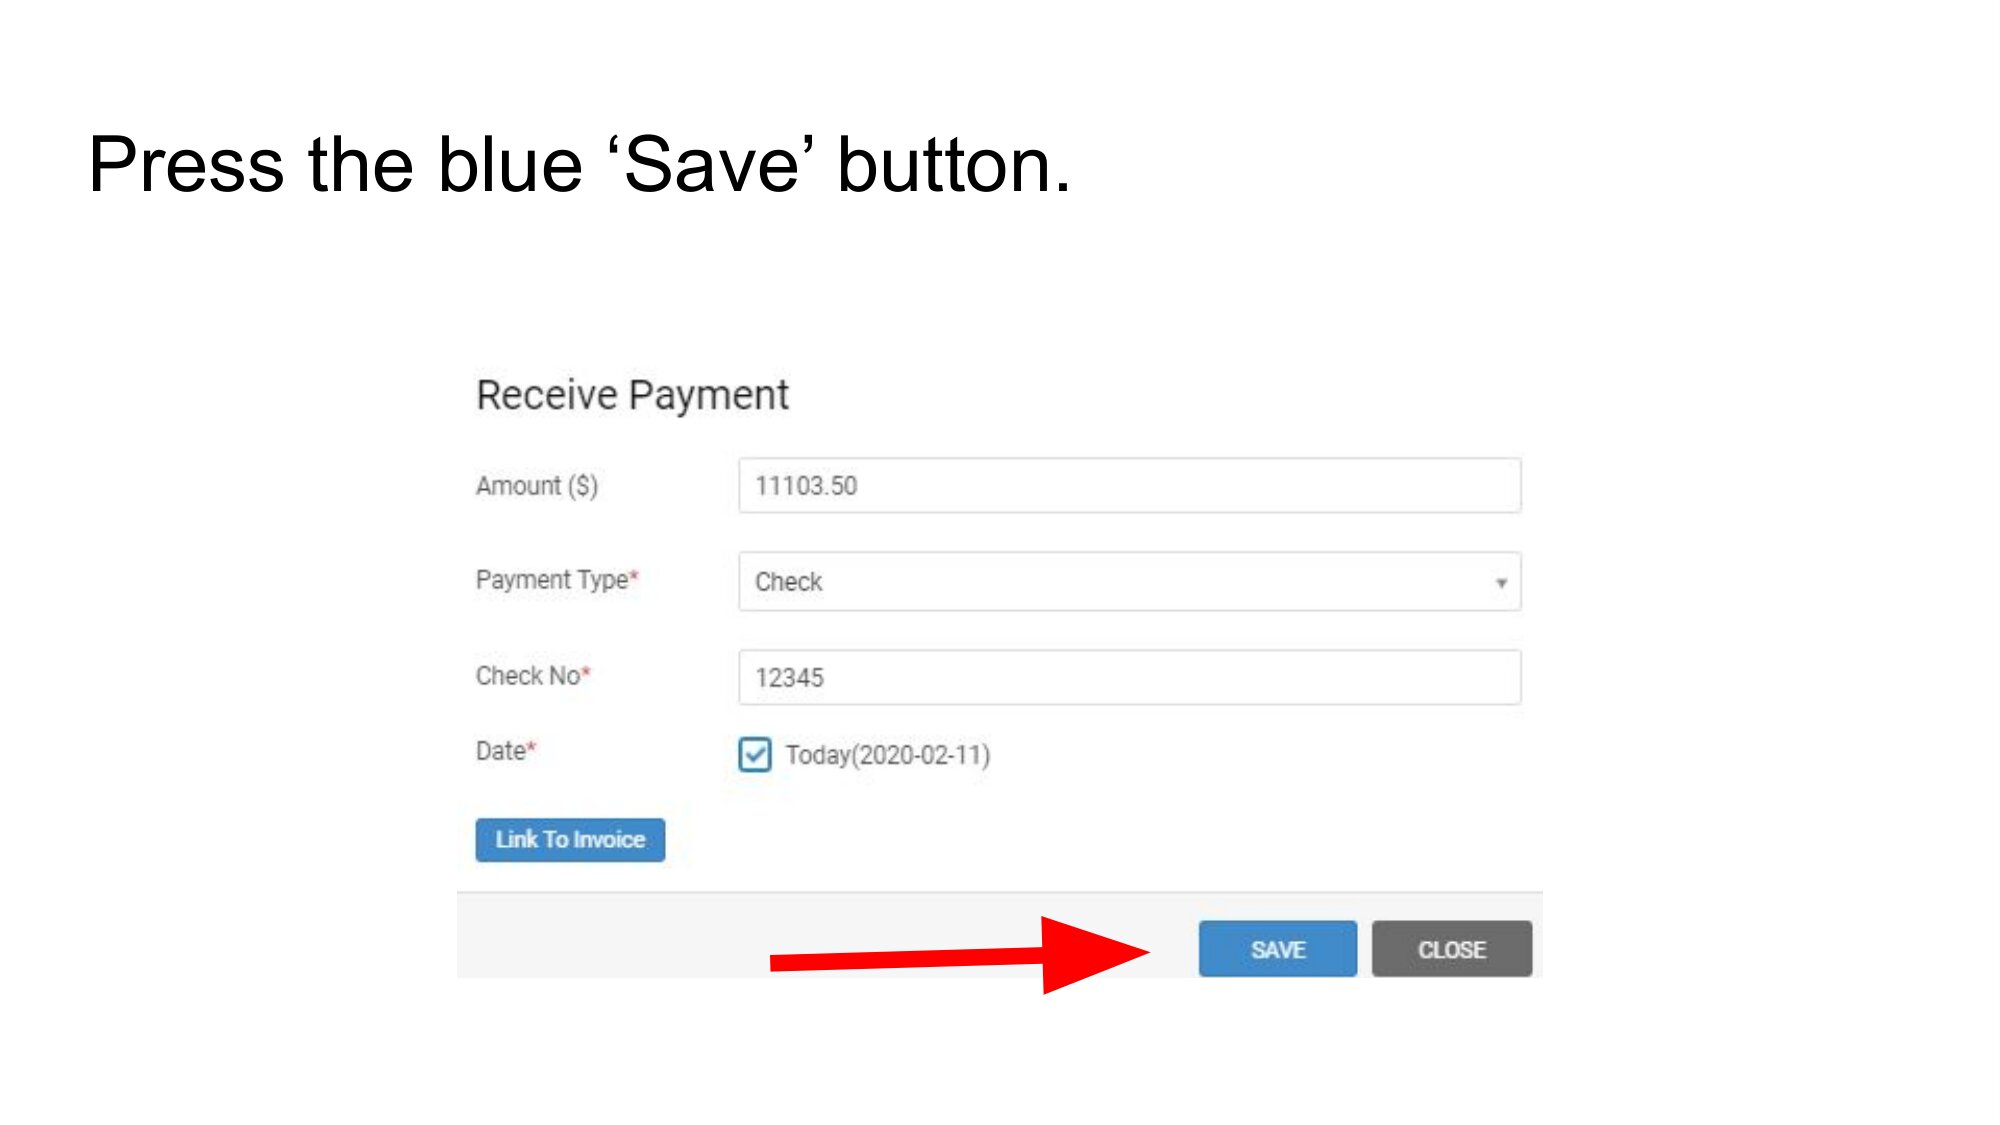 Press the blue ‘Save’ button.
Receive Payment
Amount ($) 11103.50
Payment Type* Check
Check No* 12345
Date* Today(2020-02-11)
Link To Invoice
SAVE CLOSE